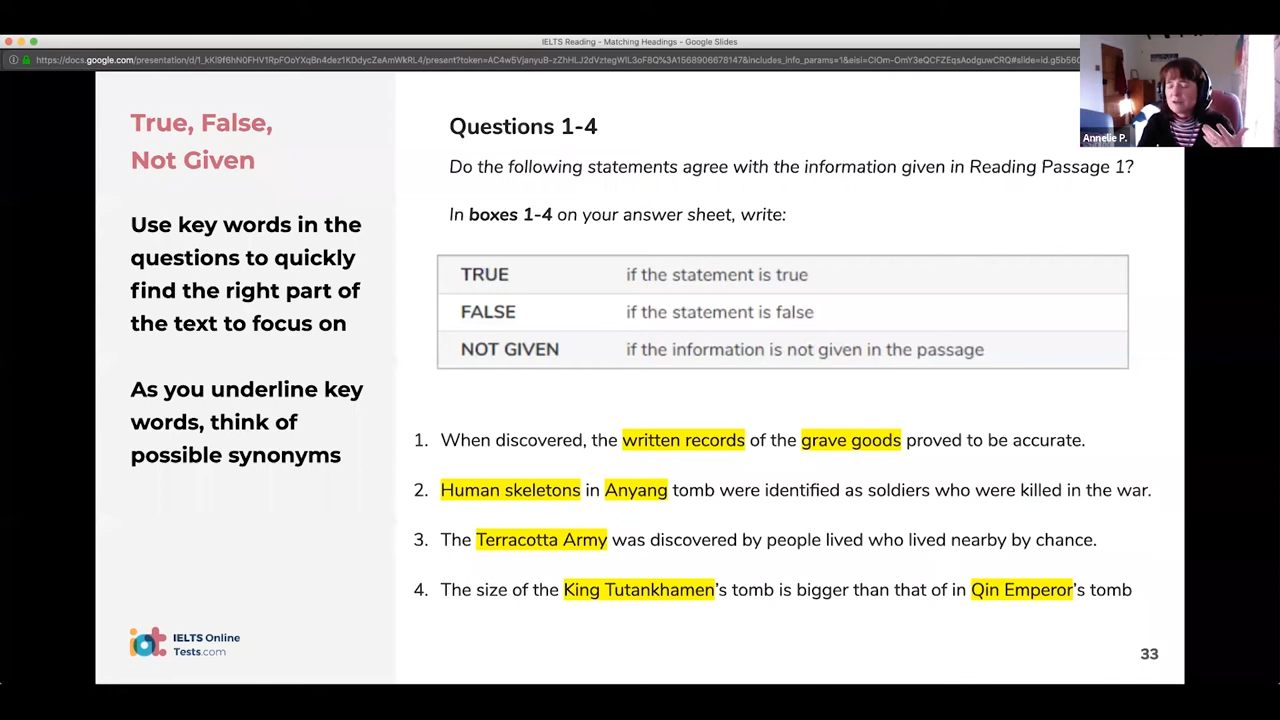 IELTS Reading - Matching Headings - Google Slides
Annelie P.
True, False,
Not Given
Use key words in the
questions to quickly
find the right part of
the text to focus on
As you underline key
words, think of
possible synonyms
IELTS Online
Tests.com
Questions 1-4
Do the following statements agree with the information given in Reading Passage 1?
In boxes 1-4 on your answer sheet, write:
TRUE if the statement is true
FALSE if the statement is false
NOT GIVEN if the information is not given in the passage
1. When discovered, the written records of the grave goods proved to be accurate.
2. Human skeletons in Anyang tomb were identified as soldiers who were killed in the war.
3. The Terracotta Army was discovered by people lived who lived nearby by chance.
4. The size of the King Tutankhamen's tomb is bigger than that of in Qin Emperor's tomb
33